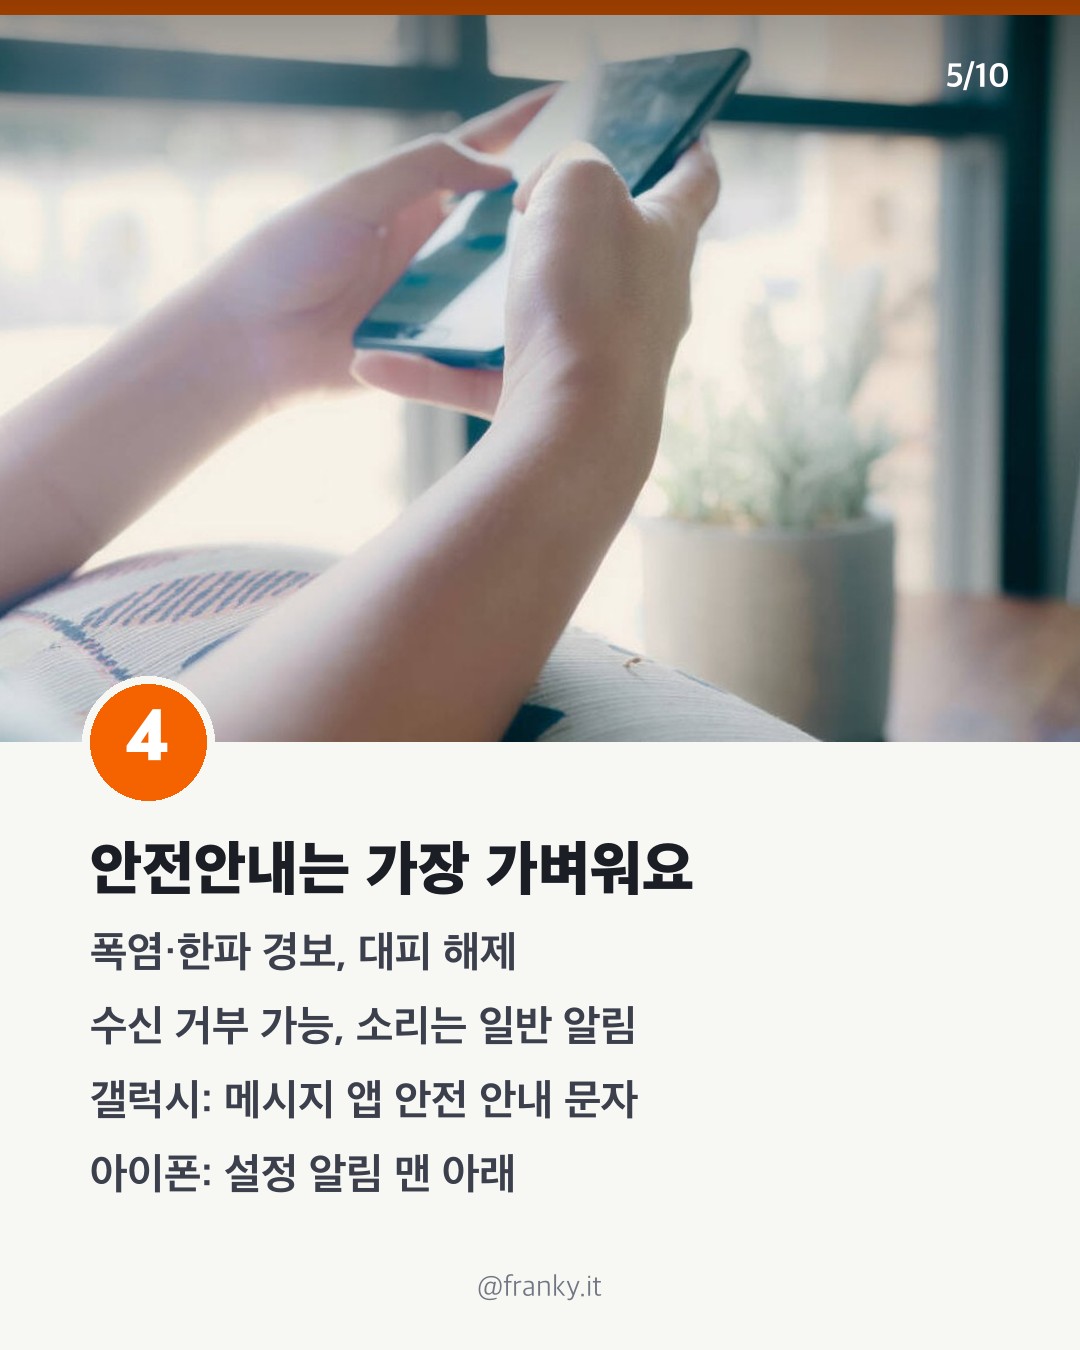 5/10
4
안전안내는 가장 가벼워요
폭염·한파 경보, 대피 해제
수신 거부 가능, 소리는 일반 알림
갤럭시: 메시지 앱 안전 안내 문자
아이폰: 설정 알림 맨 아래
@franky.it